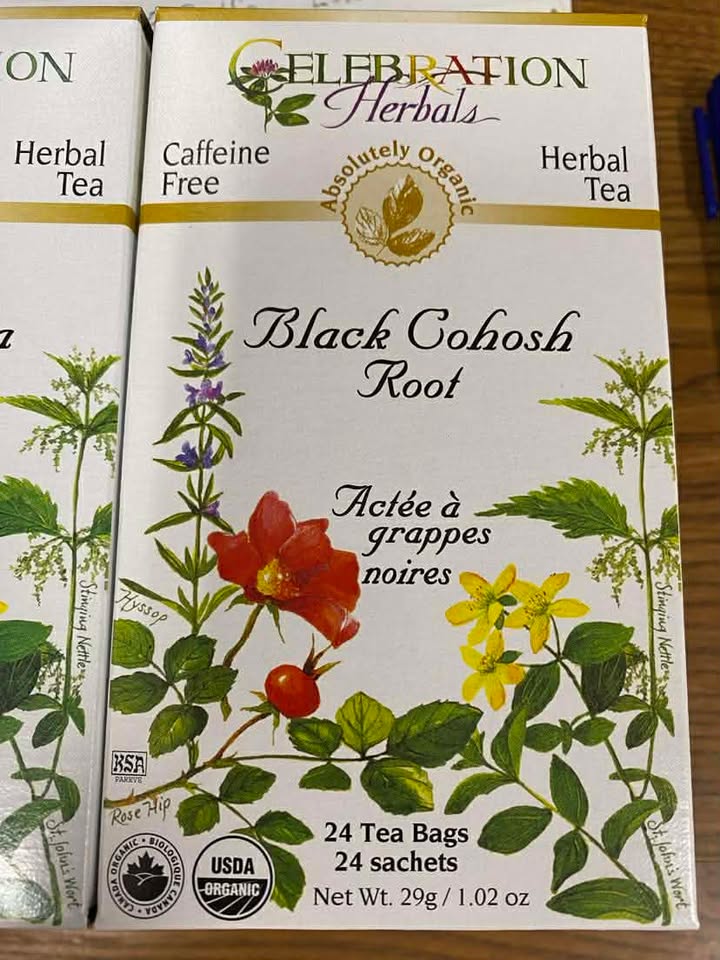 ON
Herbal
Tea
a
Stinging Nettle
St. John's Wort
CELEBRATION
Herbals
Caffeine
Free
Absolutely Organic
Herbal
Tea
Black Cohosh
Root
Actée à
grappes
noires
Hyssop
Stinging Nettle
KSA
PAREVE
Rose Hip
St. John's Wort
CANADA ORGANIC • BIOLOGIQUE CANADA •
USDA
ORGANIC
24 Tea Bags
24 sachets
Net Wt. 29g / 1.02 oz